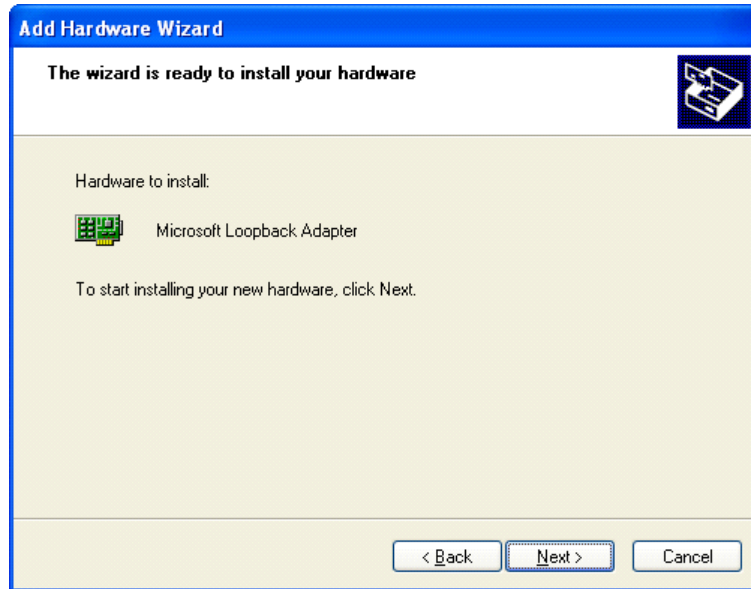 Add Hardware Wizard
The wizard is ready to install your hardware
Hardware to install:
Microsoft Loopback Adapter
To start installing your new hardware, click Next.
< Back Next > Cancel